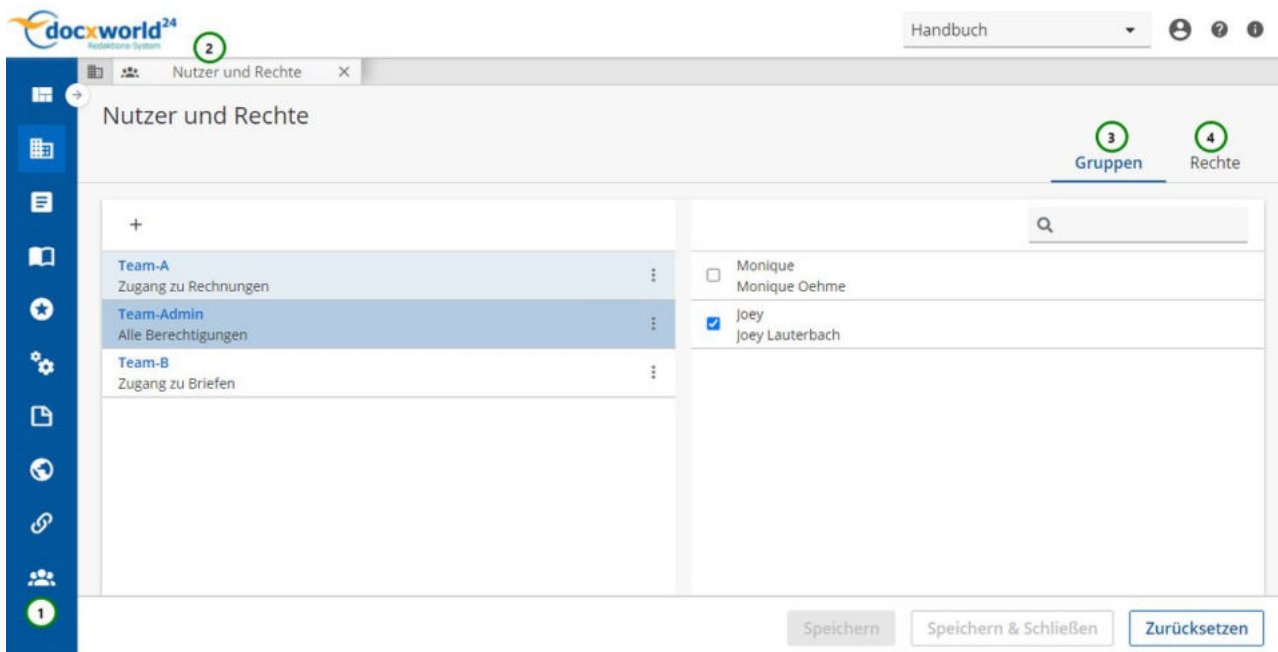 docxworld24
Redaktions-System
Handbuch
2
Nutzer und Rechte
Nutzer und Rechte
3
4
Gruppen
Rechte
+
Team-A
Zugang zu Rechnungen
Monique
Monique Oehme
Team-Admin
Alle Berechtigungen
Joey
Joey Lauterbach
Team-B
Zugang zu Briefen
1
Speichern
Speichern & Schließen
Zurücksetzen